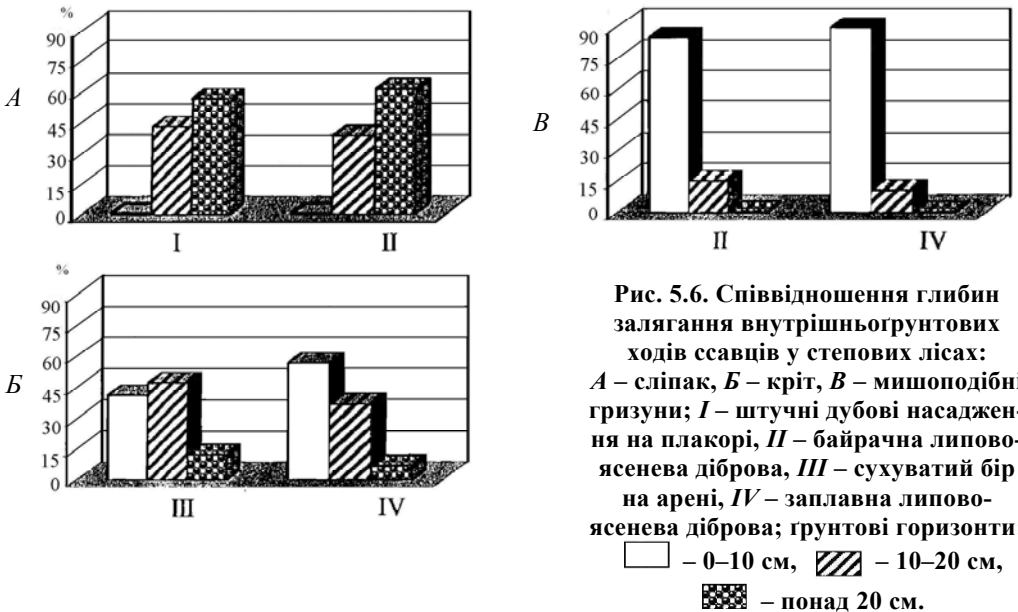 %
90
75
60
45
30
15
0
А
I
II
90
75
60
45
30
15
0
В
II
IV
%
90
75
60
45
30
15
0
Б
III
IV
Рис. 5.6. Співвідношення глибин
залягання внутрішньоґрунтових
ходів ссавців у степових лісах:
А – сліпак, Б – кріт, В – мишоподібні
гризуни; I – штучні дубові насаджен-
ня на плакорі, II – байрачна липово-
ясенева діброва, III – сухуватий бір
на арені, IV – заплавна липово-
ясенева діброва; ґрунтові горизонти
– 0–10 см, – 10–20 см,
– понад 20 см.